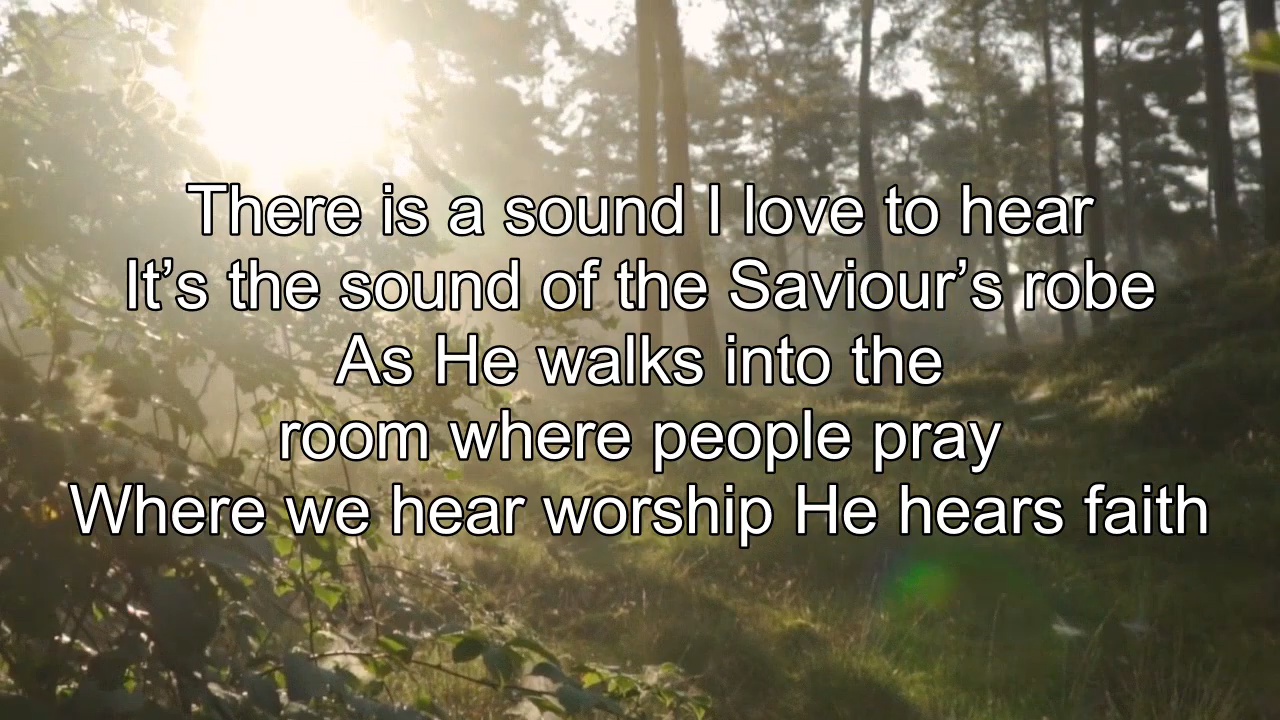 There is a sound I love to hear
It’s the sound of the Saviour’s robe
As He walks into the
room where people pray
Where we hear worship He hears faith